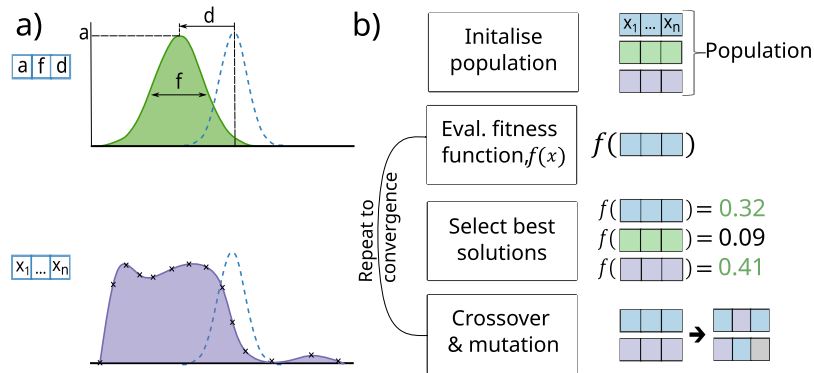 a)
a f d
a
d
f
x₁ ... xₙ
b)
Initalise
population
x₁ ... xₙ
Population
Eval. fitness
function, f(x)
f( )
Repeat to
convergence
Select best
solutions
f( ) = 0.32
f( ) = 0.09
f( ) = 0.41
Crossover
& mutation